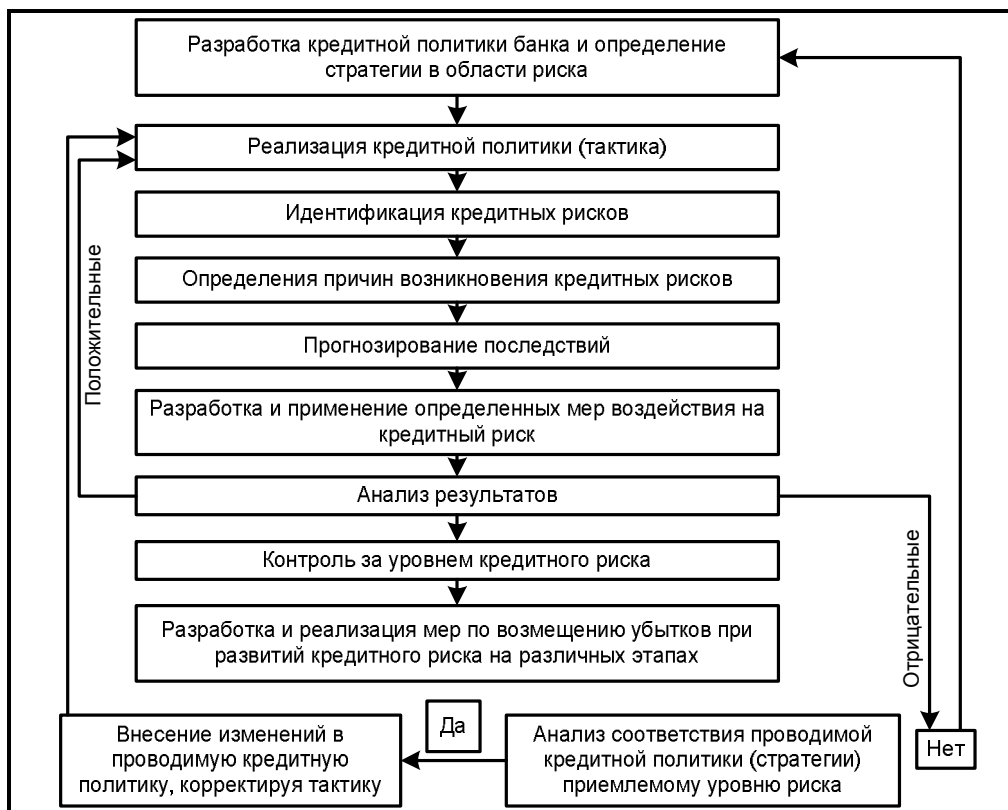 Разработка кредитной политики банка и определение
стратегии в области риска
Реализация кредитной политики (тактика)
Идентификация кредитных рисков
Определения причин возникновения кредитных рисков
Прогнозирование последствий
Разработка и применение определенных мер воздействия на
кредитный риск
Анализ результатов
Контроль за уровнем кредитного риска
Разработка и реализация мер по возмещению убытков при
развитий кредитного риска на различных этапах
Положительные
Отрицательные
Внесение изменений в
проводимую кредитную
политику, корректируя тактику
Да
Анализ соответствия проводимой
кредитной политики (стратегии)
приемлемому уровню риска
Нет